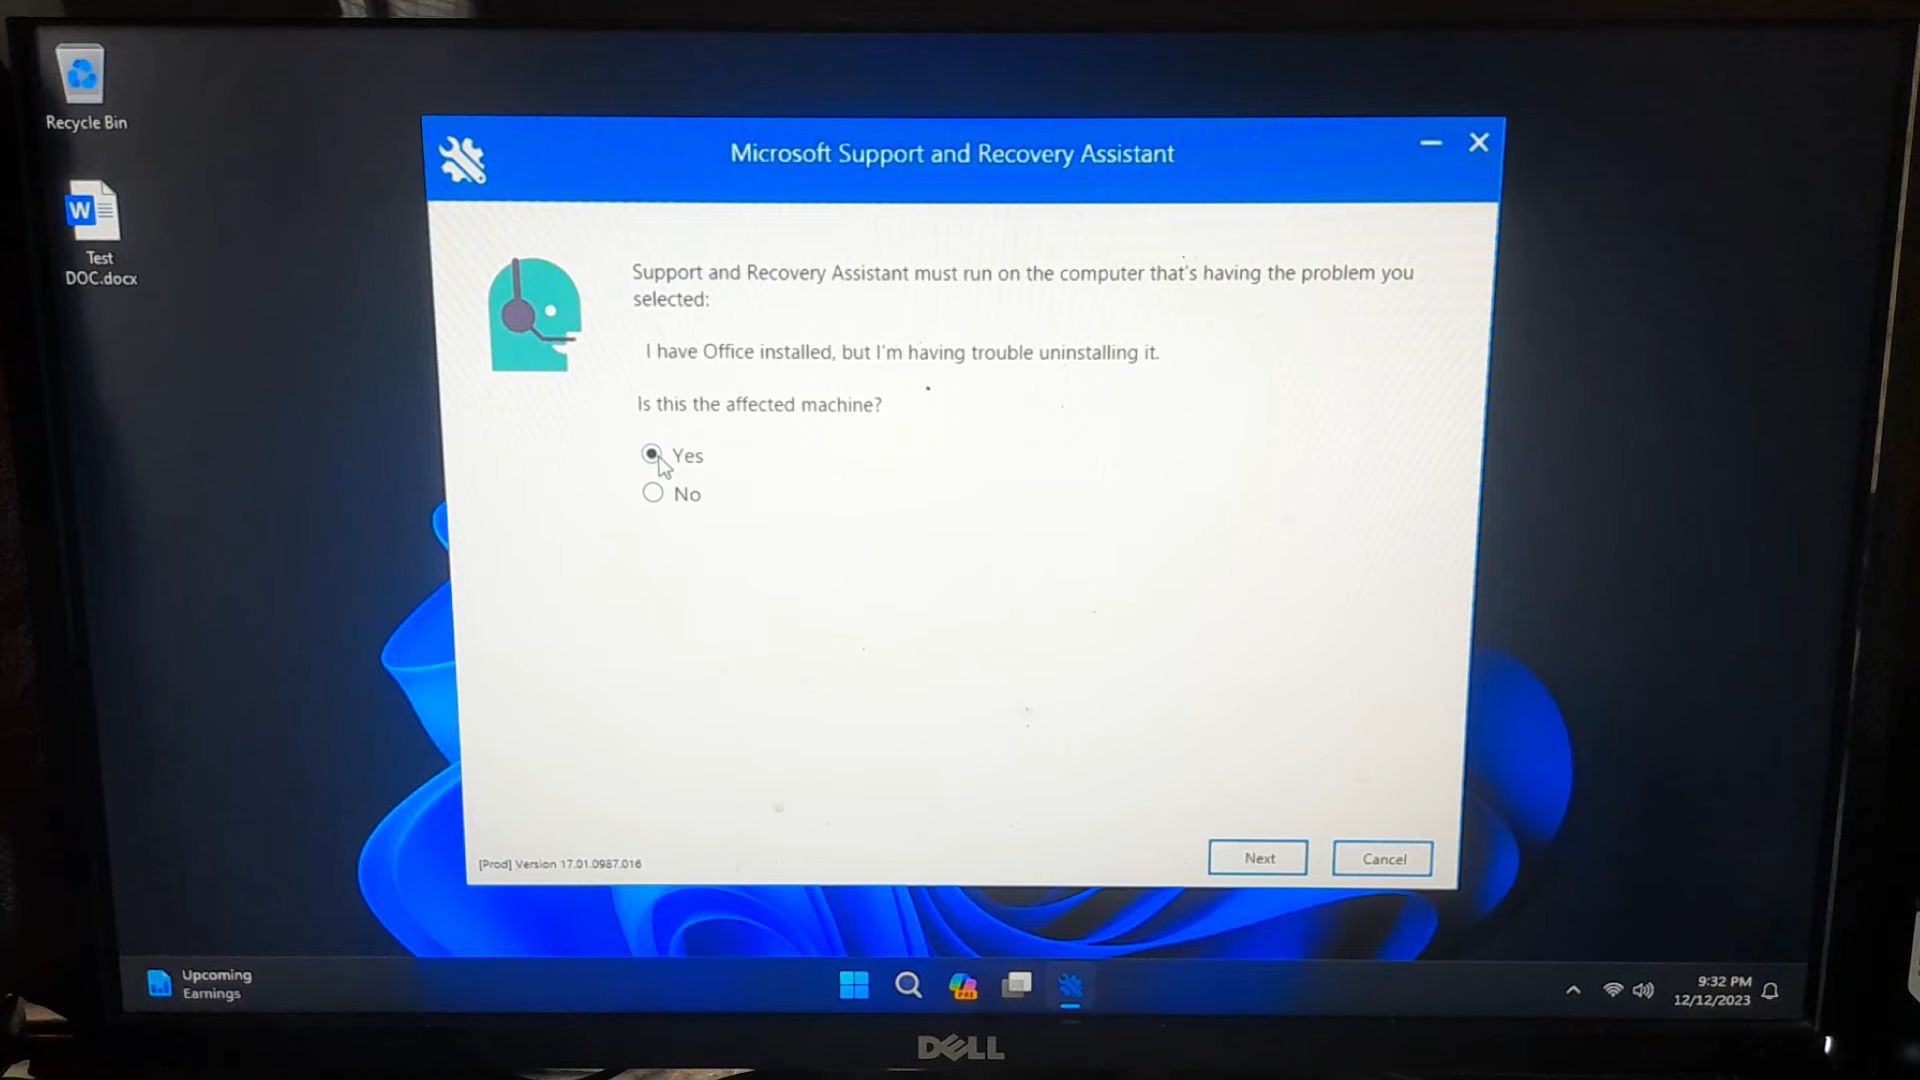 Recycle Bin
W
Test
DOC.docx
Microsoft Support and Recovery Assistant
Support and Recovery Assistant must run on the computer that's having the problem you
selected:
I have Office installed, but I'm having trouble uninstalling it.
Is this the affected machine?
Yes
No
[Prod] Version 17.01.0987.016
Next
Cancel
Upcoming
Earnings
PRE
9:32 PM
12/12/2023
DELL